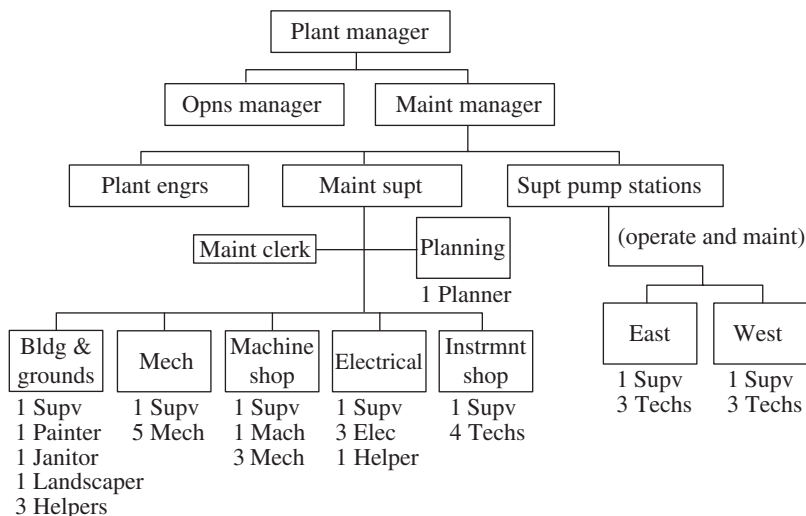 Plant manager
Opns manager
Maint manager
Plant engrs
Maint supt
Supt pump stations
Maint clerk
Planning
1 Planner
(operate and maint)
Bldg &
grounds
1 Supv
1 Painter
1 Janitor
1 Landscaper
3 Helpers
Mech
1 Supv
5 Mech
Machine
shop
1 Supv
1 Mach
3 Mech
Electrical
1 Supv
3 Elec
1 Helper
Instrmnt
shop
1 Supv
4 Techs
East
1 Supv
3 Techs
West
1 Supv
3 Techs